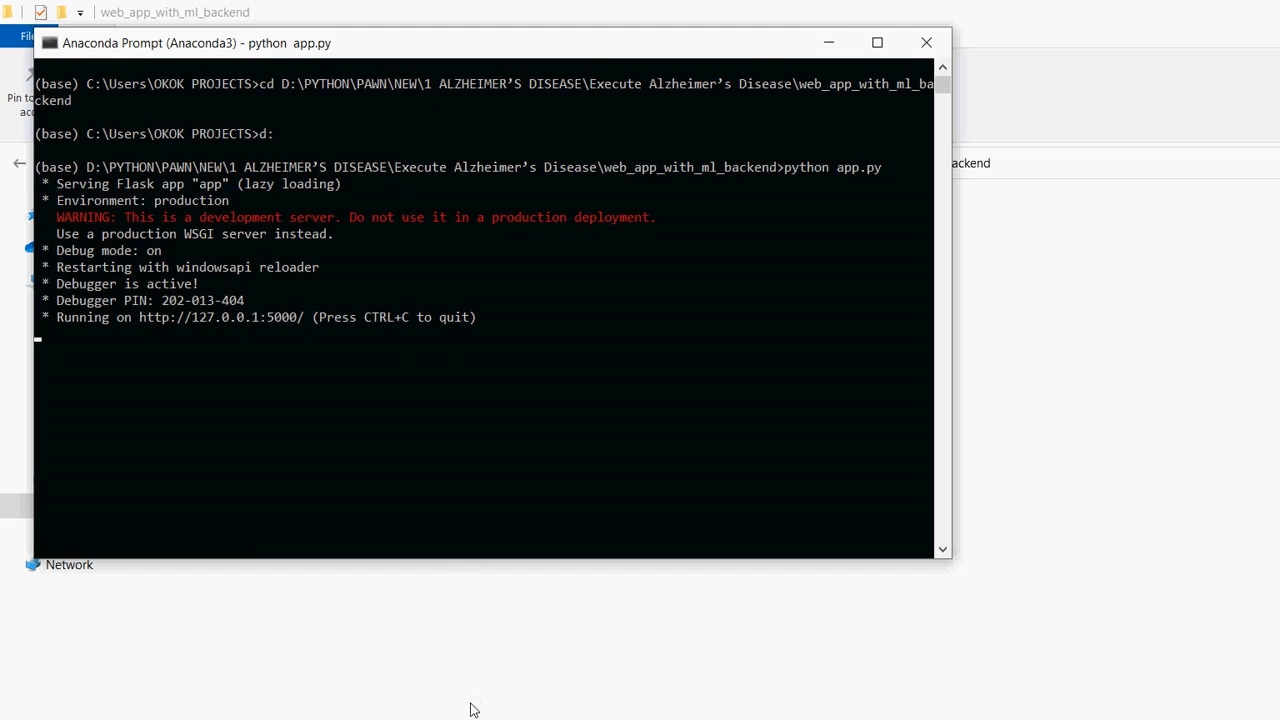 web_app_with_ml_backend
File
Anaconda Prompt (Anaconda3) - python  app.py
Pin to
(base) C:\Users\OKOK PROJECTS>cd D:\PYTHON\PAWN\NEW\1 ALZHEIMER’S DISEASE\Execute Alzheimer’s Disease\web_app_with_ml_ba
ckend
(base) C:\Users\OKOK PROJECTS>d:
(base) D:\PYTHON\PAWN\NEW\1 ALZHEIMER’S DISEASE\Execute Alzheimer’s Disease\web_app_with_ml_backend>python app.py
* Serving Flask app "app" (lazy loading)
* Environment: production
WARNING: This is a development server. Do not use it in a production deployment.
Use a production WSGI server instead.
* Debug mode: on
* Restarting with windowsapi reloader
* Debugger is active!
* Debugger PIN: 202-013-404
* Running on http://127.0.0.1:5000/ (Press CTRL+C to quit)
ackend
Network